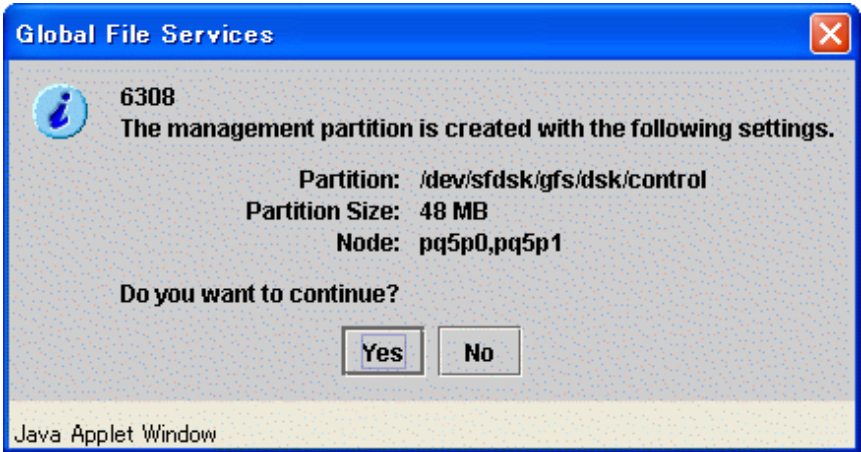 Global File Services
6308
The management partition is created with the following settings.
Partition: /dev/sfdsk/gfs/dsk/control
Partition Size: 48 MB
Node: pq5p0,pq5p1
Do you want to continue?
Yes No
Java Applet Window